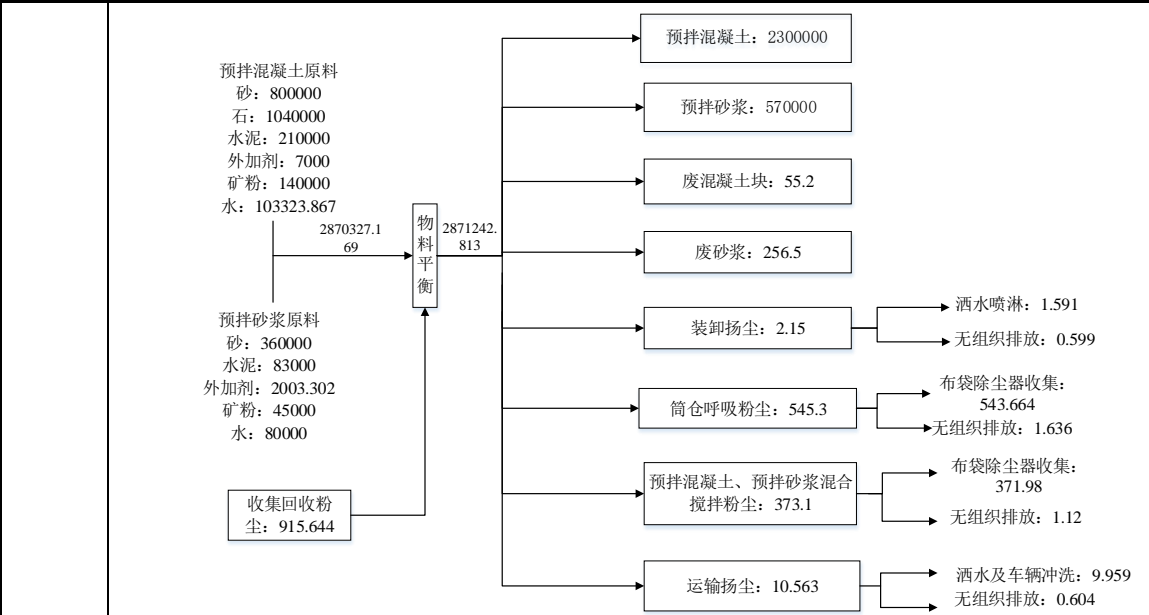 预拌混凝土原料
砂：800000
石：1040000
水泥：210000
外加剂：7000
矿粉：140000
水：103323.867
2870327.1
69
预拌砂浆原料
砂：360000
水泥：83000
外加剂：2003.302
矿粉：45000
水：80000
收集回收粉
尘：915.644
物
料
平
衡
2871242.
813
预拌混凝土：2300000
预拌砂浆：570000
废混凝土块：55.2
废砂浆：256.5
装卸扬尘：2.15
洒水喷淋：1.591
无组织排放：0.599
筒仓呼吸粉尘：545.3
布袋除尘器收集：
543.664
无组织排放：1.636
预拌混凝土、预拌砂浆混合
搅拌粉尘：373.1
布袋除尘器收集：
371.98
无组织排放：1.12
运输扬尘：10.563
洒水及车辆冲洗：9.959
无组织排放：0.604